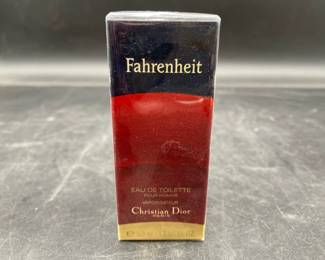 Fahrenheit
EAU DE TOILETTE
POUR HOMME
VAPORISATEUR
Christian Dior
PARIS